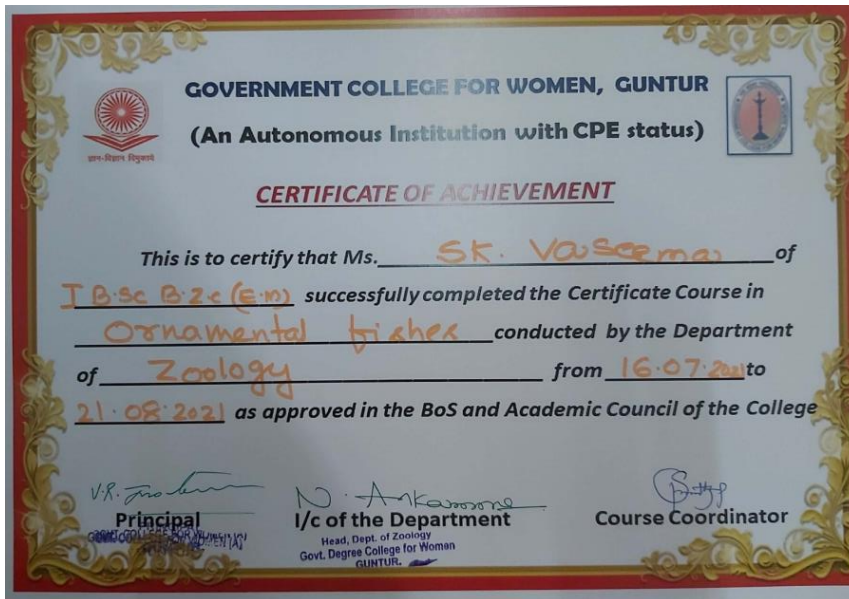 GOVERNMENT COLLEGE FOR WOMEN, GUNTUR
(An Autonomous Institution with CPE status)
ज्ञान-विज्ञान विमुक्तये
CERTIFICATE OF ACHIEVEMENT
This is to certify that Ms. SK. Vaseema of
I B.Sc B.Z.C (E.M) successfully completed the Certificate Course in
Ornamental fishes conducted by the Department
of Zoology from 16.07.2021 to
21.08.2021 as approved in the BoS and Academic Council of the College
V.R.
N. Ankamma
Principal
I/c of the Department
Course Coordinator
Head, Dept. of Zoology
Govt. Degree College for Women
GUNTUR.